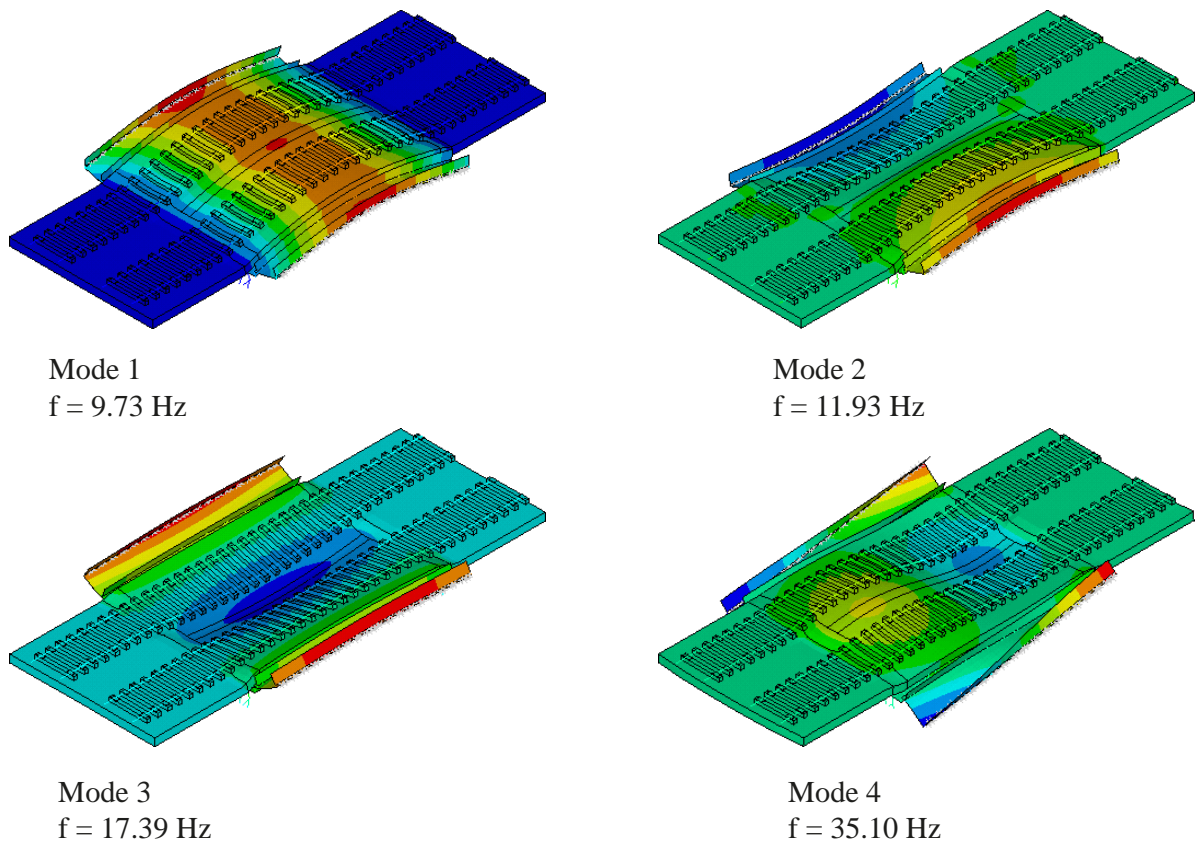 Mode 1
f = 9.73 Hz
Mode 2
f = 11.93 Hz
Mode 3
f = 17.39 Hz
Mode 4
f = 35.10 Hz